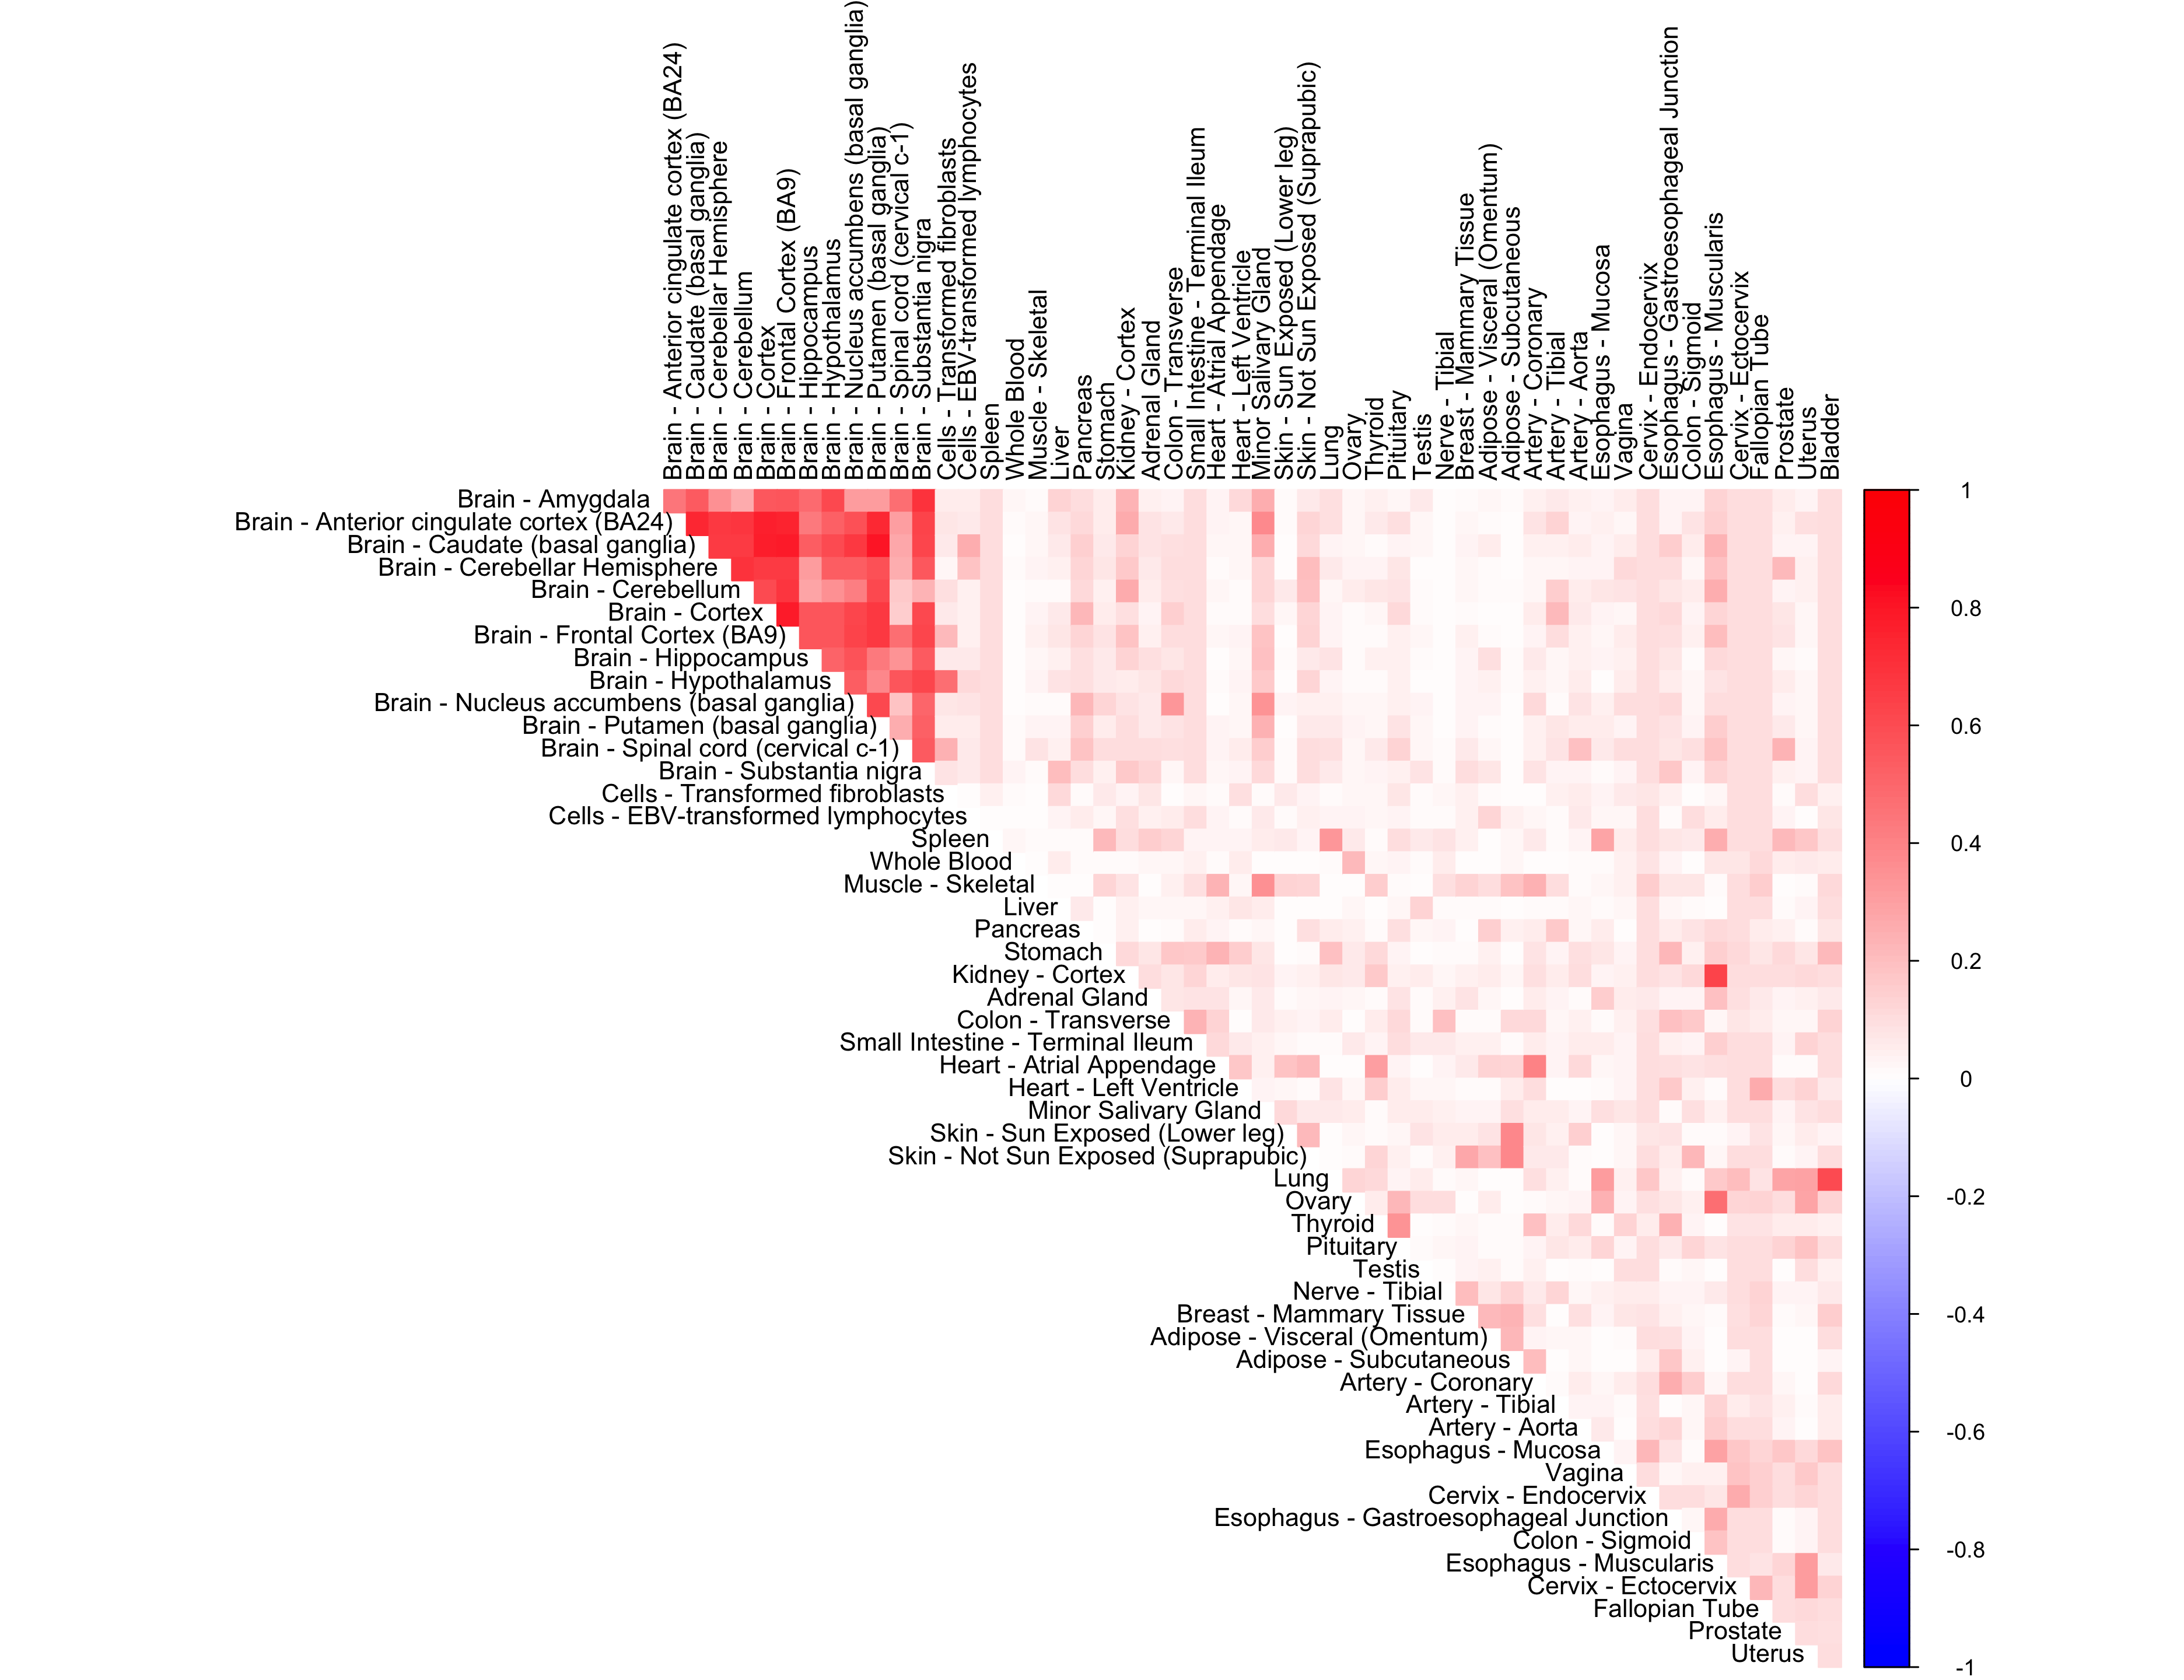 Brain - Anterior cingulate cortex (BA24)
Brain - Caudate (basal ganglia)
Brain - Cerebellar Hemisphere
Brain - Cerebellum
Brain - Cortex
Brain - Frontal Cortex (BA9)
Brain - Hippocampus
Brain - Hypothalamus
Brain - Nucleus accumbens (basal ganglia)
Brain - Putamen (basal ganglia)
Brain - Spinal cord (cervical c-1)
Brain - Substantia nigra
Cells - Transformed fibroblasts
Cells - EBV-transformed lymphocytes
Spleen
Whole Blood
Muscle - Skeletal
Liver
Pancreas
Stomach
Kidney - Cortex
Adrenal Gland
Colon - Transverse
Small Intestine - Terminal Ileum
Heart - Atrial Appendage
Heart - Left Ventricle
Minor Salivary Gland
Skin - Sun Exposed (Lower leg)
Skin - Not Sun Exposed (Suprapubic)
Lung
Ovary
Thyroid
Pituitary
Testis
Nerve - Tibial
Breast - Mammary Tissue
Adipose - Visceral (Omentum)
Adipose - Subcutaneous
Artery - Coronary
Artery - Tibial
Artery - Aorta
Esophagus - Mucosa
Vagina
Cervix - Endocervix
Esophagus - Gastroesophageal Junction
Colon - Sigmoid
Esophagus - Muscularis
Cervix - Ectocervix
Fallopian Tube
Prostate
Uterus
Bladder
Brain - Amygdala
Brain - Anterior cingulate cortex (BA24)
Brain - Caudate (basal ganglia)
Brain - Cerebellar Hemisphere
Brain - Cerebellum
Brain - Cortex
Brain - Frontal Cortex (BA9)
Brain - Hippocampus
Brain - Hypothalamus
Brain - Nucleus accumbens (basal ganglia)
Brain - Putamen (basal ganglia)
Brain - Spinal cord (cervical c-1)
Brain - Substantia nigra
Cells - Transformed fibroblasts
Cells - EBV-transformed lymphocytes
Spleen
Whole Blood
Muscle - Skeletal
Liver
Pancreas
Stomach
Kidney - Cortex
Adrenal Gland
Colon - Transverse
Small Intestine - Terminal Ileum
Heart - Atrial Appendage
Heart - Left Ventricle
Minor Salivary Gland
Skin - Sun Exposed (Lower leg)
Skin - Not Sun Exposed (Suprapubic)
Lung
Ovary
Thyroid
Pituitary
Testis
Nerve - Tibial
Breast - Mammary Tissue
Adipose - Visceral (Omentum)
Adipose - Subcutaneous
Artery - Coronary
Artery - Tibial
Artery - Aorta
Esophagus - Mucosa
Vagina
Cervix - Endocervix
Esophagus - Gastroesophageal Junction
Colon - Sigmoid
Esophagus - Muscularis
Cervix - Ectocervix
Fallopian Tube
Prostate
Uterus
1
0.8
0.6
0.4
0.2
0
-0.2
-0.4
-0.6
-0.8
-1